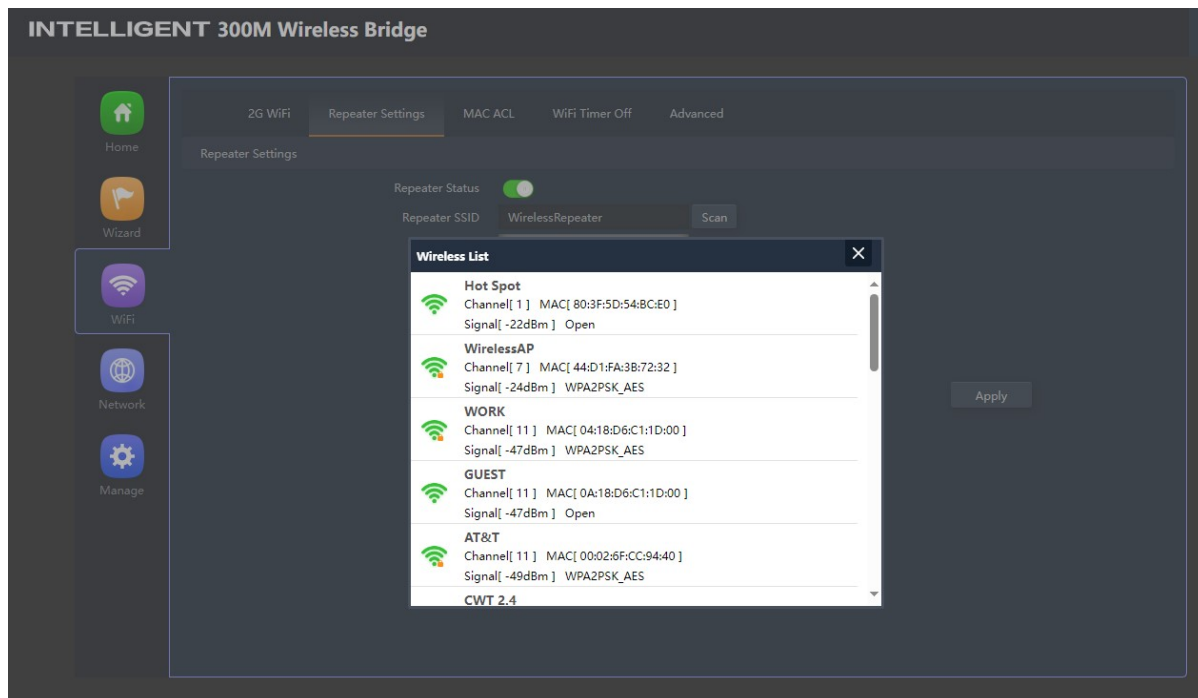 INTELLIGENT 300M Wireless Bridge
Home
Wizard
WiFi
Network
Manage
2G WiFi Repeater Settings MAC ACL WiFi Timer Off Advanced
Repeater Settings
Repeater Status
Repeater SSID WirelessRepeater Scan
Wireless List
Hot Spot
Channel[ 1 ] MAC[ 80:3F:5D:54:BC:E0 ]
Signal[ -22dBm ] Open
WirelessAP
Channel[ 7 ] MAC[ 44:D1:FA:3B:72:32 ]
Signal[ -24dBm ] WPA2PSK_AES
WORK
Channel[ 11 ] MAC[ 04:18:D6:C1:1D:00 ]
Signal[ -47dBm ] WPA2PSK_AES
GUEST
Channel[ 11 ] MAC[ 0A:18:D6:C1:1D:00 ]
Signal[ -47dBm ] Open
AT&T
Channel[ 11 ] MAC[ 00:02:6F:CC:94:40 ]
Signal[ -49dBm ] WPA2PSK_AES
CWT 2.4
Apply